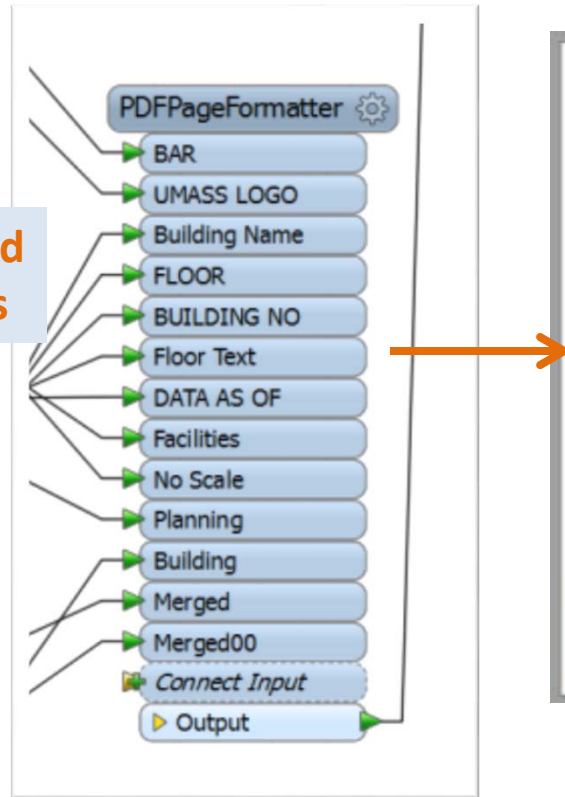 PDFPageFormatter
BAR
UMASS LOGO
Building Name
FLOOR
BUILDING NO
Floor Text
DATA AS OF
Facilities
No Scale
Planning
Building
Merged
Merged00
Connect Input
Output
d
s